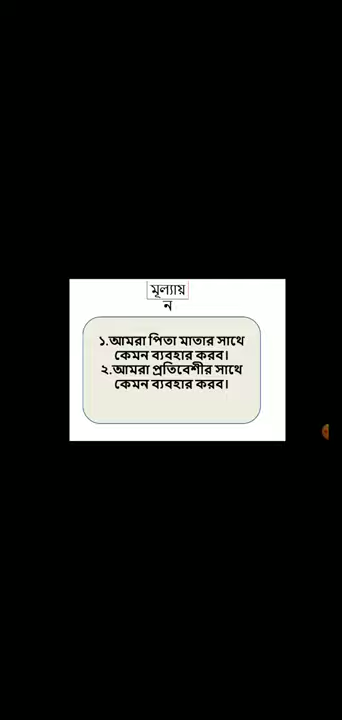 মূল্যায়
ন
১.আমরা পিতা মাতার সাথে
কেমন ব্যবহার করব।
২.আমরা প্রতিবেশীর সাথে
কেমন ব্যবহার করব।